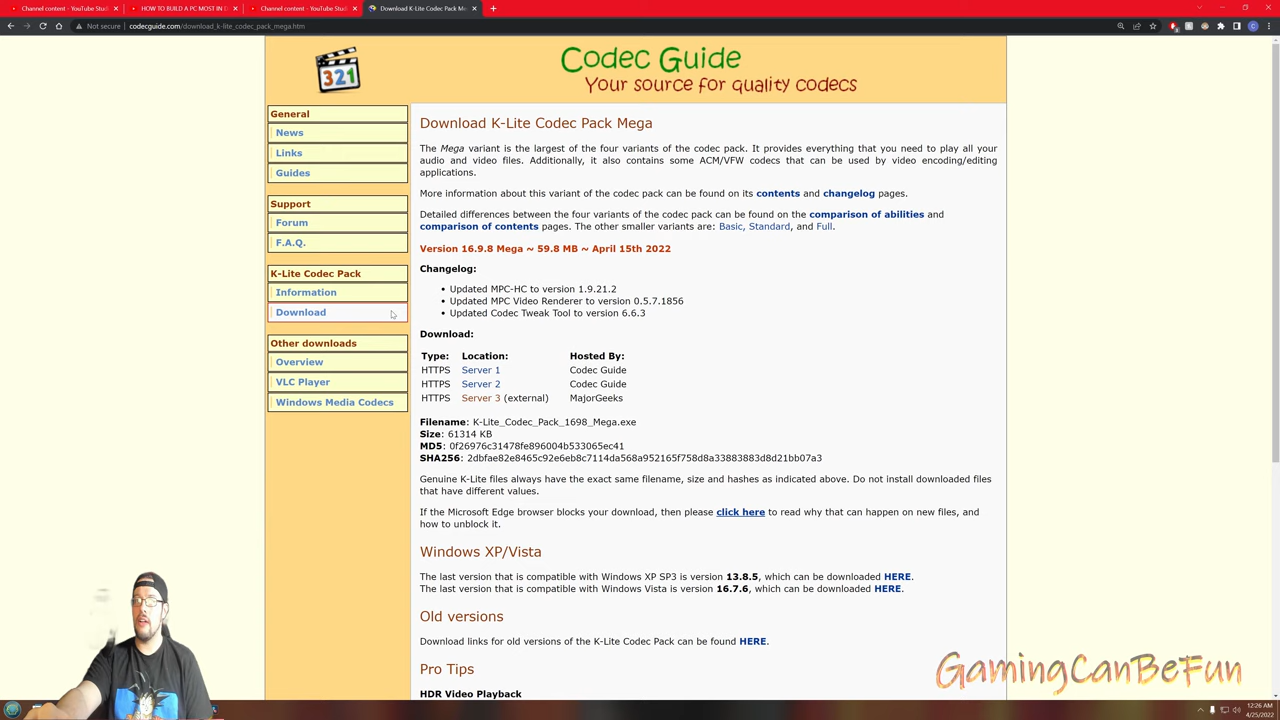 Channel content - YouTube Stud
HOW TO BUILD A PC MOST IN D
Channel content - YouTube Stud
Download K-Lite Codec Pack Me
Not secure
codecguide.com/download_k-lite_codec_pack_mega.htm
321
Codec Guide
Your source for quality codecs
General
News
Links
Guides
Support
Forum
F.A.Q.
K-Lite Codec Pack
Information
Download
Other downloads
Overview
VLC Player
Windows Media Codecs
Download K-Lite Codec Pack Mega
The Mega variant is the largest of the four variants of the codec pack. It provides everything that you need to play all your
audio and video files. Additionally, it also contains some ACM/VFW codecs that can be used by video encoding/editing
applications.
More information about this variant of the codec pack can be found on its contents and changelog pages.
Detailed differences between the four variants of the codec pack can be found on the comparison of abilities and
comparison of contents pages. The other smaller variants are: Basic, Standard, and Full.
Version 16.9.8 Mega ~ 59.8 MB ~ April 15th 2022
Changelog:
• Updated MPC-HC to version 1.9.21.2
• Updated MPC Video Renderer to version 0.5.7.1856
• Updated Codec Tweak Tool to version 6.6.3
Download:
Type: Location: Hosted By:
HTTPS Server 1 Codec Guide
HTTPS Server 2 Codec Guide
HTTPS Server 3 (external) MajorGeeks
Filename: K-Lite_Codec_Pack_1698_Mega.exe
Size: 61314 KB
MD5: 0f26976c31478fe896004b533065ec41
SHA256: 2dbfae82e8465c92e6eb8c7114da568a952165f758d8a33883883d8d21bb07a3
Genuine K-Lite files always have the exact same filename, size and hashes as indicated above. Do not install downloaded files
that have different values.
If the Microsoft Edge browser blocks your download, then please click here to read why that can happen on new files, and
how to unblock it.
Windows XP/Vista
The last version that is compatible with Windows XP SP3 is version 13.8.5, which can be downloaded HERE.
The last version that is compatible with Windows Vista is version 16.7.6, which can be downloaded HERE.
Old versions
Download links for old versions of the K-Lite Codec Pack can be found HERE.
Pro Tips
HDR Video Playback
GamingCanBeFun
12:26 AM
4/25/2022